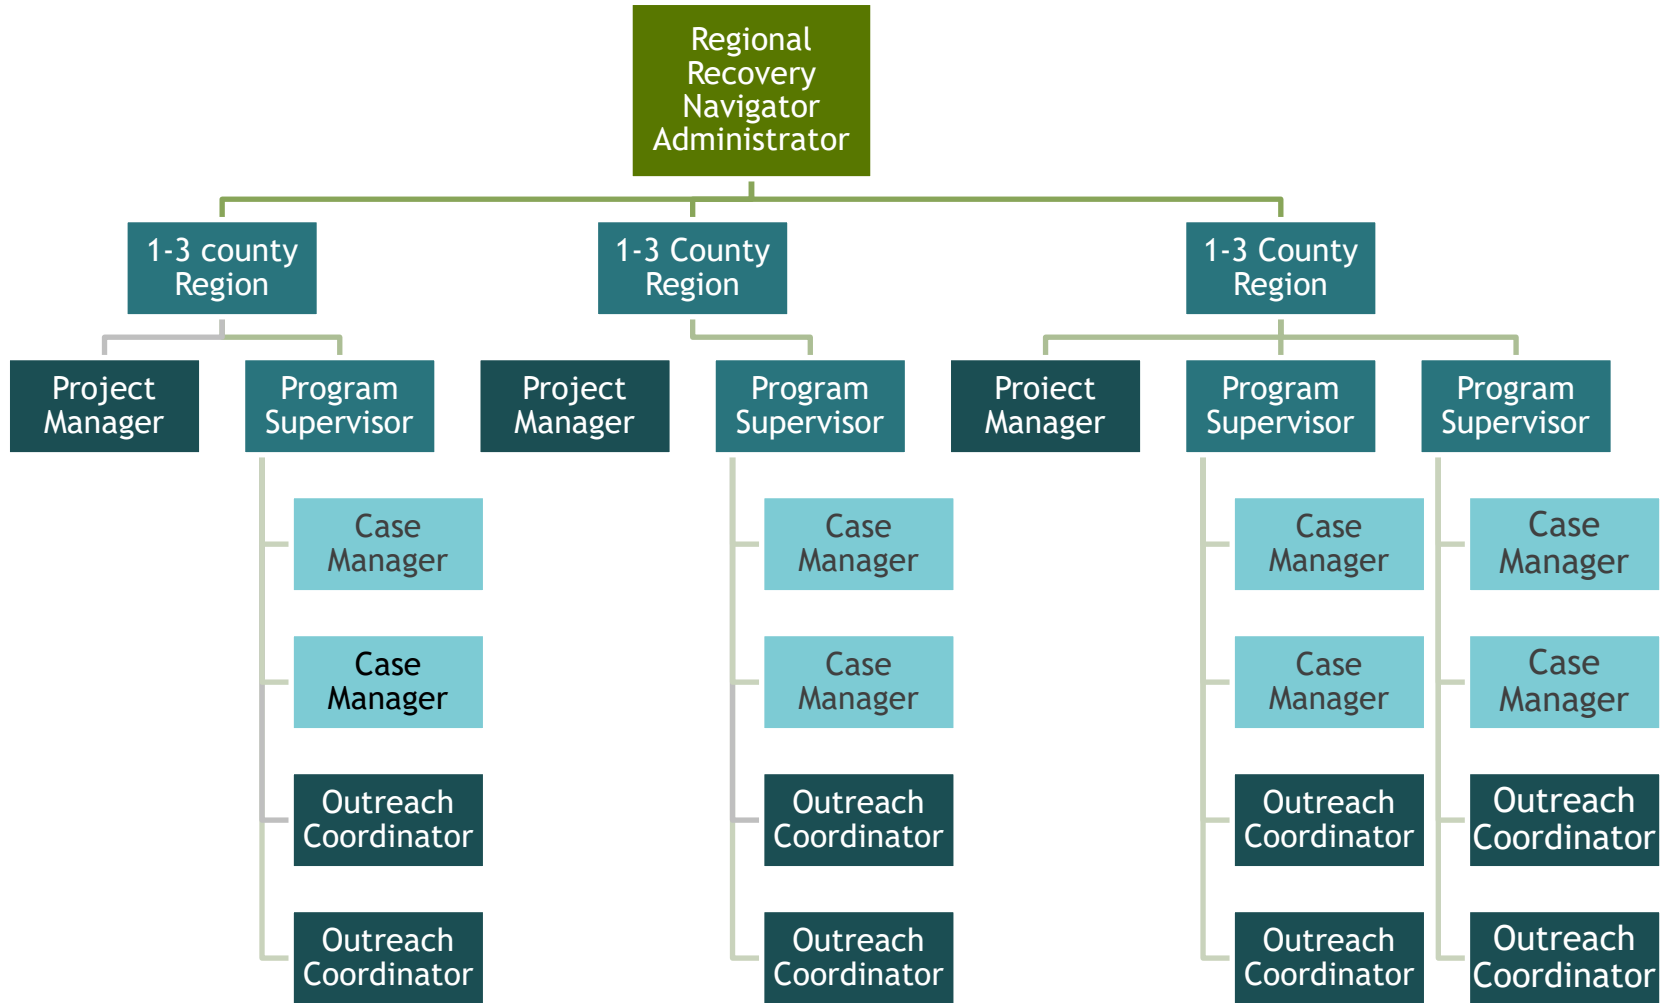 Regional
Recovery
Navigator
Administrator
1-3 county
Region
1-3 County
Region
1-3 County
Region
Project
Manager
Program
Supervisor
Project
Manager
Program
Supervisor
Proiect
Manager
Program
Supervisor
Program
Supervisor
Case
Manager
Case
Manager
Case
Manager
Case
Manager
Case
Manager
Case
Manager
Case
Manager
Case
Manager
Outreach
Coordinator
Outreach
Coordinator
Outreach
Coordinator
Outreach
Coordinator
Outreach
Coordinator
Outreach
Coordinator
Outreach
Coordinator
Outreach
Coordinator